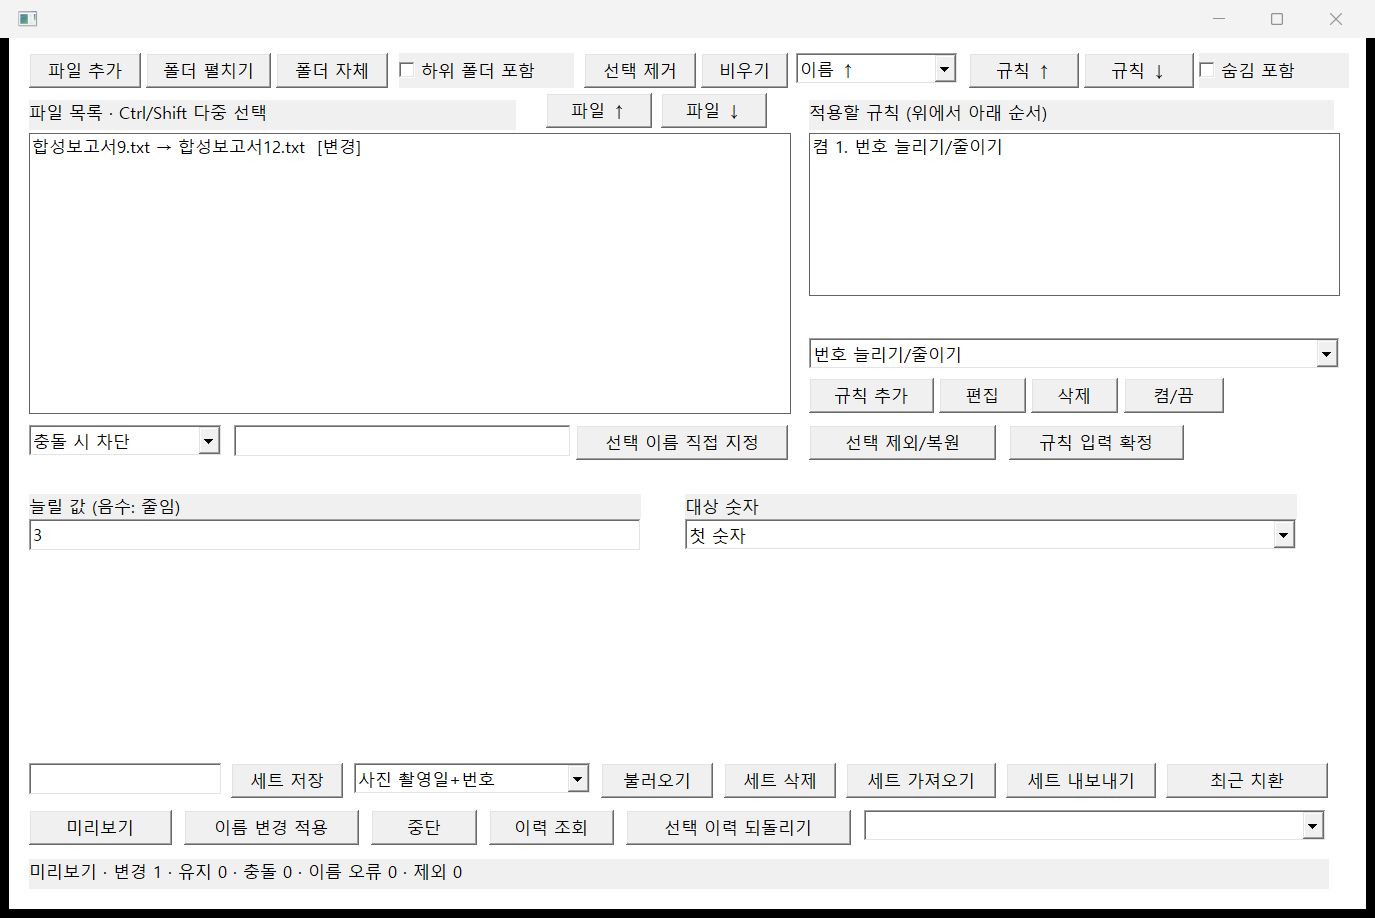 파일 추가 폴더 펼치기 폴더 자체 하위 폴더 포함 선택 제거 비우기 이름 ↑ 규칙 ↑ 규칙 ↓ 숨김 포함
파일 목록 · Ctrl/Shift 다중 선택 파일 ↑ 파일 ↓ 적용할 규칙 (위에서 아래 순서)
합성보고서9.txt → 합성보고서12.txt [변경] 켬 1. 번호 늘리기/줄이기
번호 늘리기/줄이기
규칙 추가 편집 삭제 켬/끔
충돌 시 차단 선택 이름 직접 지정 선택 제외/복원 규칙 입력 확정
늘릴 값 (음수: 줄임) 대상 숫자
3 첫 숫자
세트 저장 사진 촬영일+번호 불러오기 세트 삭제 세트 가져오기 세트 내보내기 최근 치환
미리보기 이름 변경 적용 중단 이력 조회 선택 이력 되돌리기
미리보기 · 변경 1 · 유지 0 · 충돌 0 · 이름 오류 0 · 제외 0